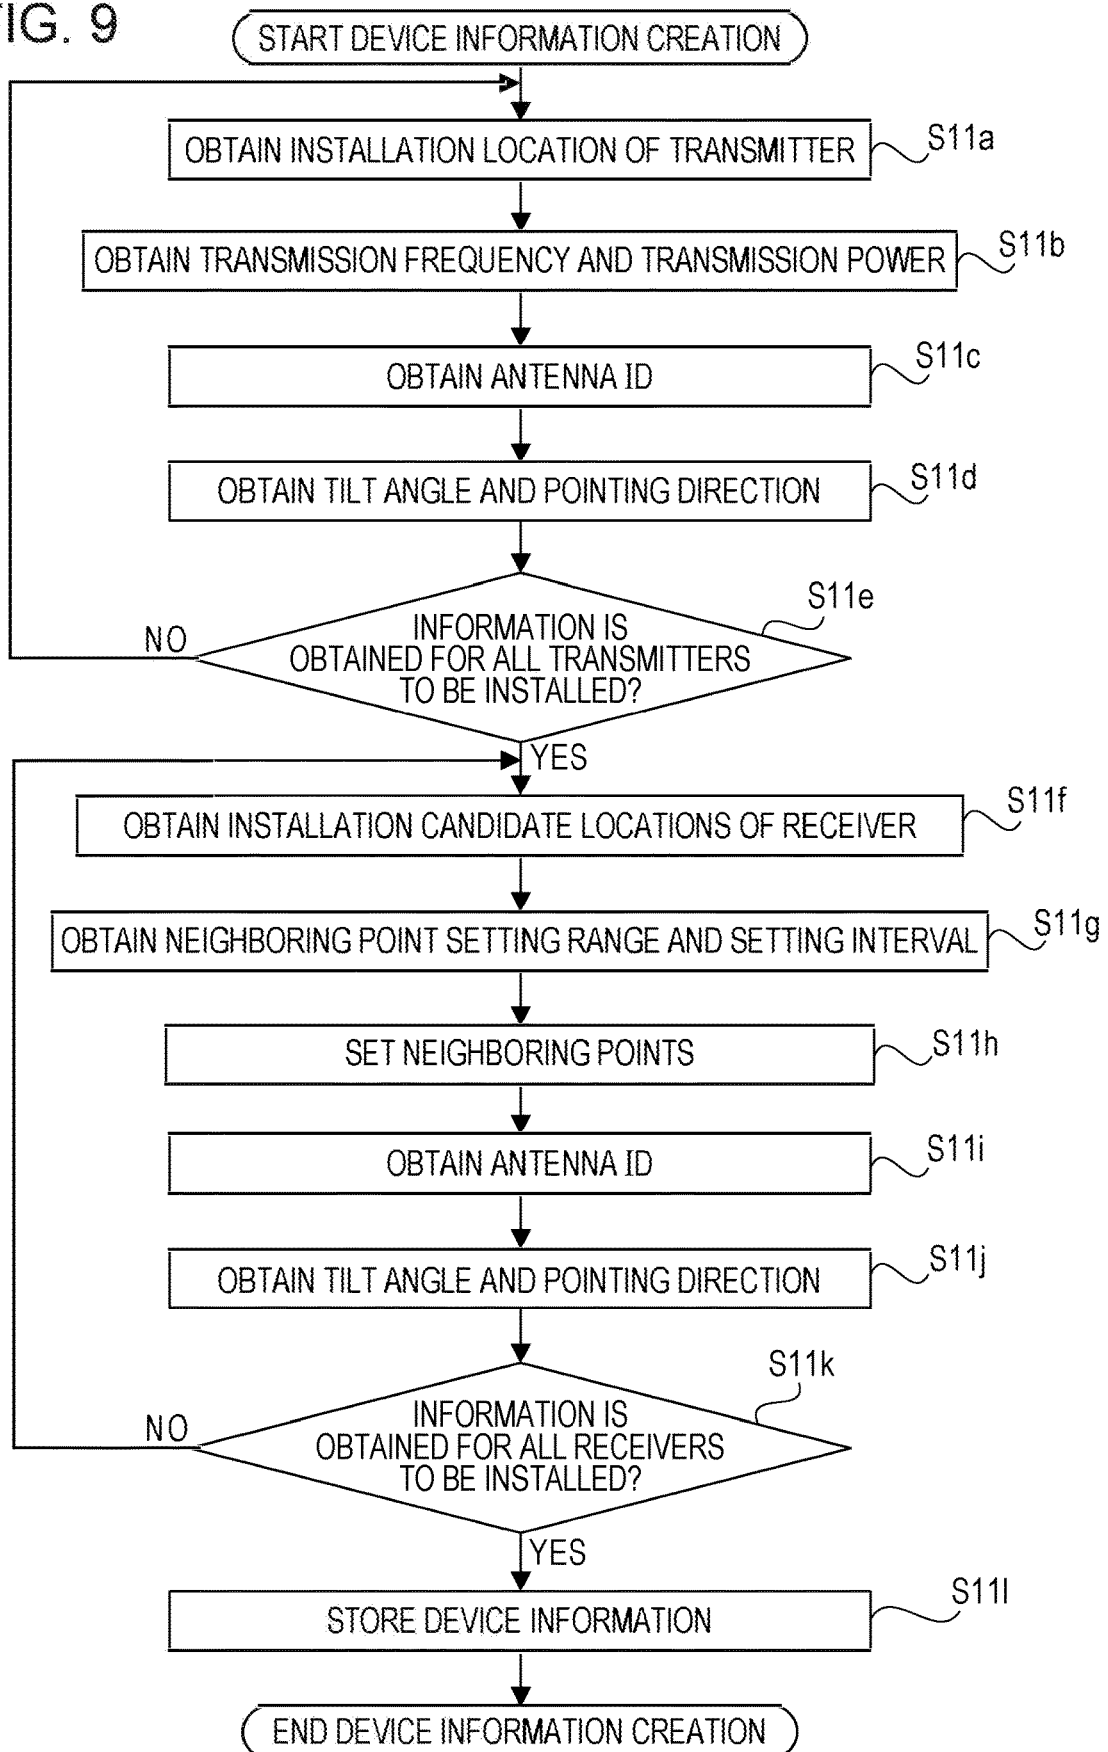 FIG. 9
START DEVICE INFORMATION CREATION
OBTAIN INSTALLATION LOCATION OF TRANSMITTER
S11a
OBTAIN TRANSMISSION FREQUENCY AND TRANSMISSION POWER
S11b
OBTAIN ANTENNA ID
S11c
OBTAIN TILT ANGLE AND POINTING DIRECTION
S11d
S11e
INFORMATION IS
OBTAINED FOR ALL TRANSMITTERS
TO BE INSTALLED?
NO
YES
OBTAIN INSTALLATION CANDIDATE LOCATIONS OF RECEIVER
S11f
OBTAIN NEIGHBORING POINT SETTING RANGE AND SETTING INTERVAL
S11g
SET NEIGHBORING POINTS
S11h
OBTAIN ANTENNA ID
S11i
OBTAIN TILT ANGLE AND POINTING DIRECTION
S11j
S11k
INFORMATION IS
OBTAINED FOR ALL RECEIVERS
TO BE INSTALLED?
NO
YES
STORE DEVICE INFORMATION
S11l
END DEVICE INFORMATION CREATION